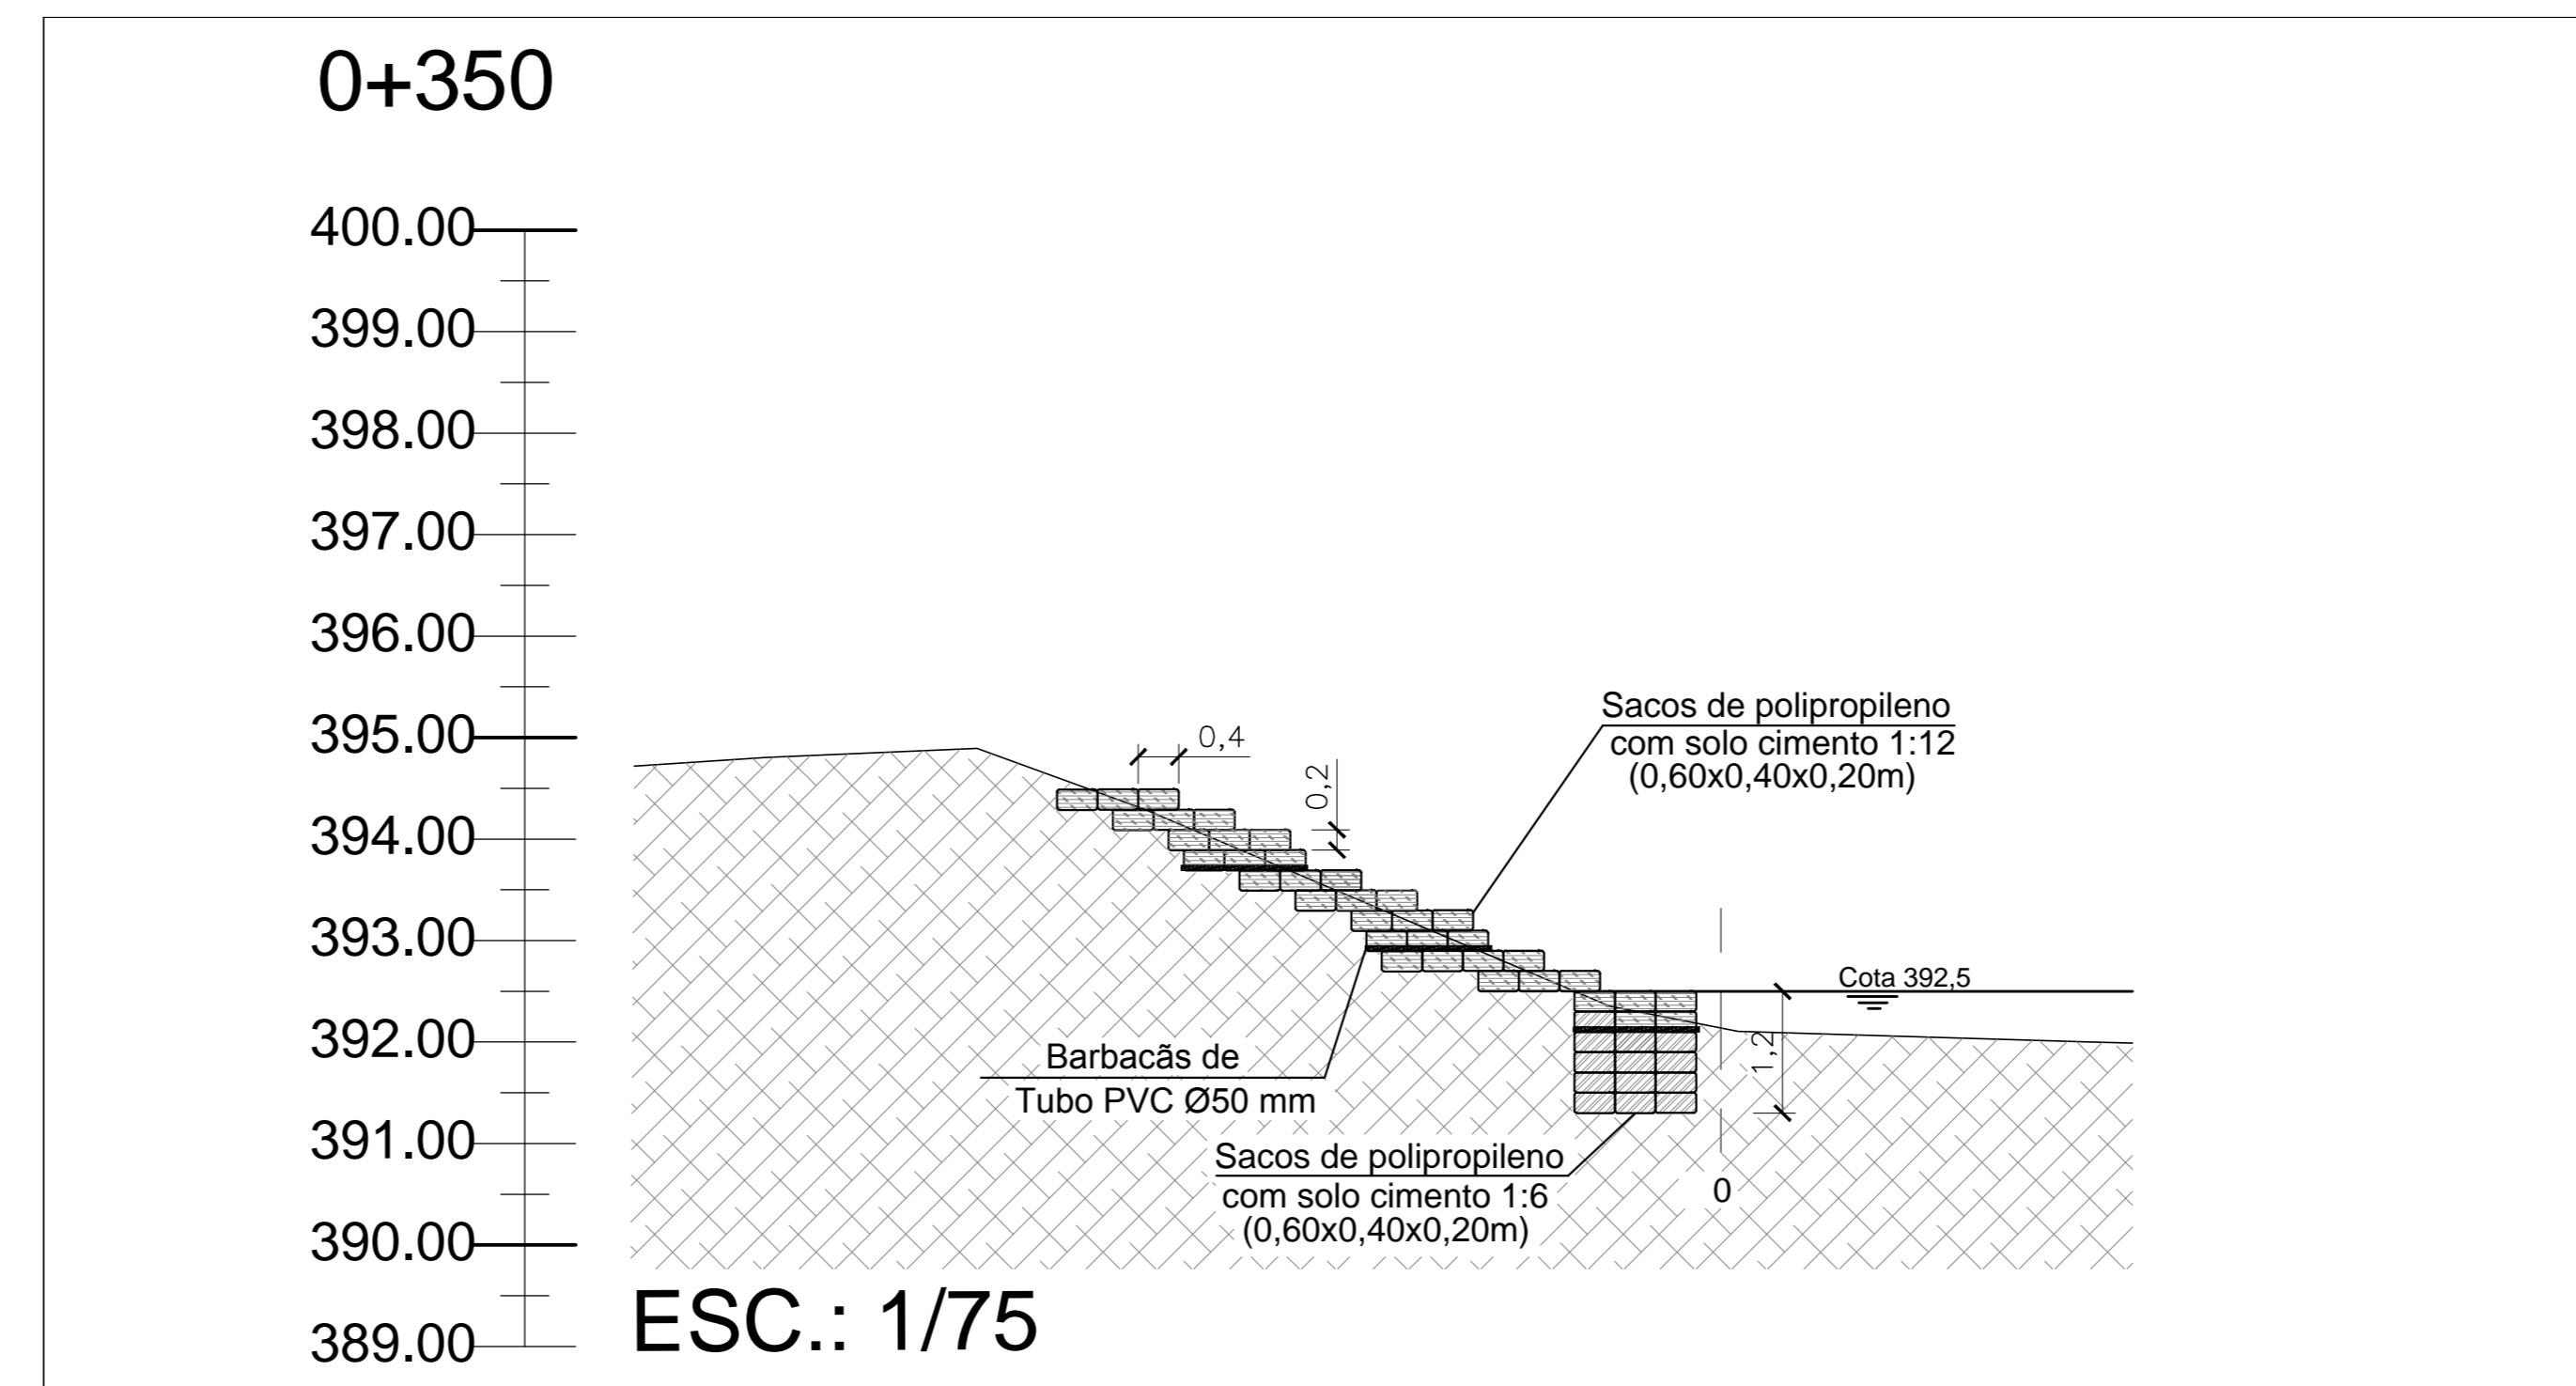 0+350
400.00
399.00
398.00
397.00
396.00
395.00
394.00
393.00
392.00
391.00
390.00
389.00
0,4
0,2
Sacos de polipropileno
com solo cimento 1:12
(0,60x0,40x0,20m)
Cota 392,5
1,2
Barbacãs de
Tubo PVC Ø50 mm
Sacos de polipropileno
com solo cimento 1:6
(0,60x0,40x0,20m)
0
ESC.: 1/75